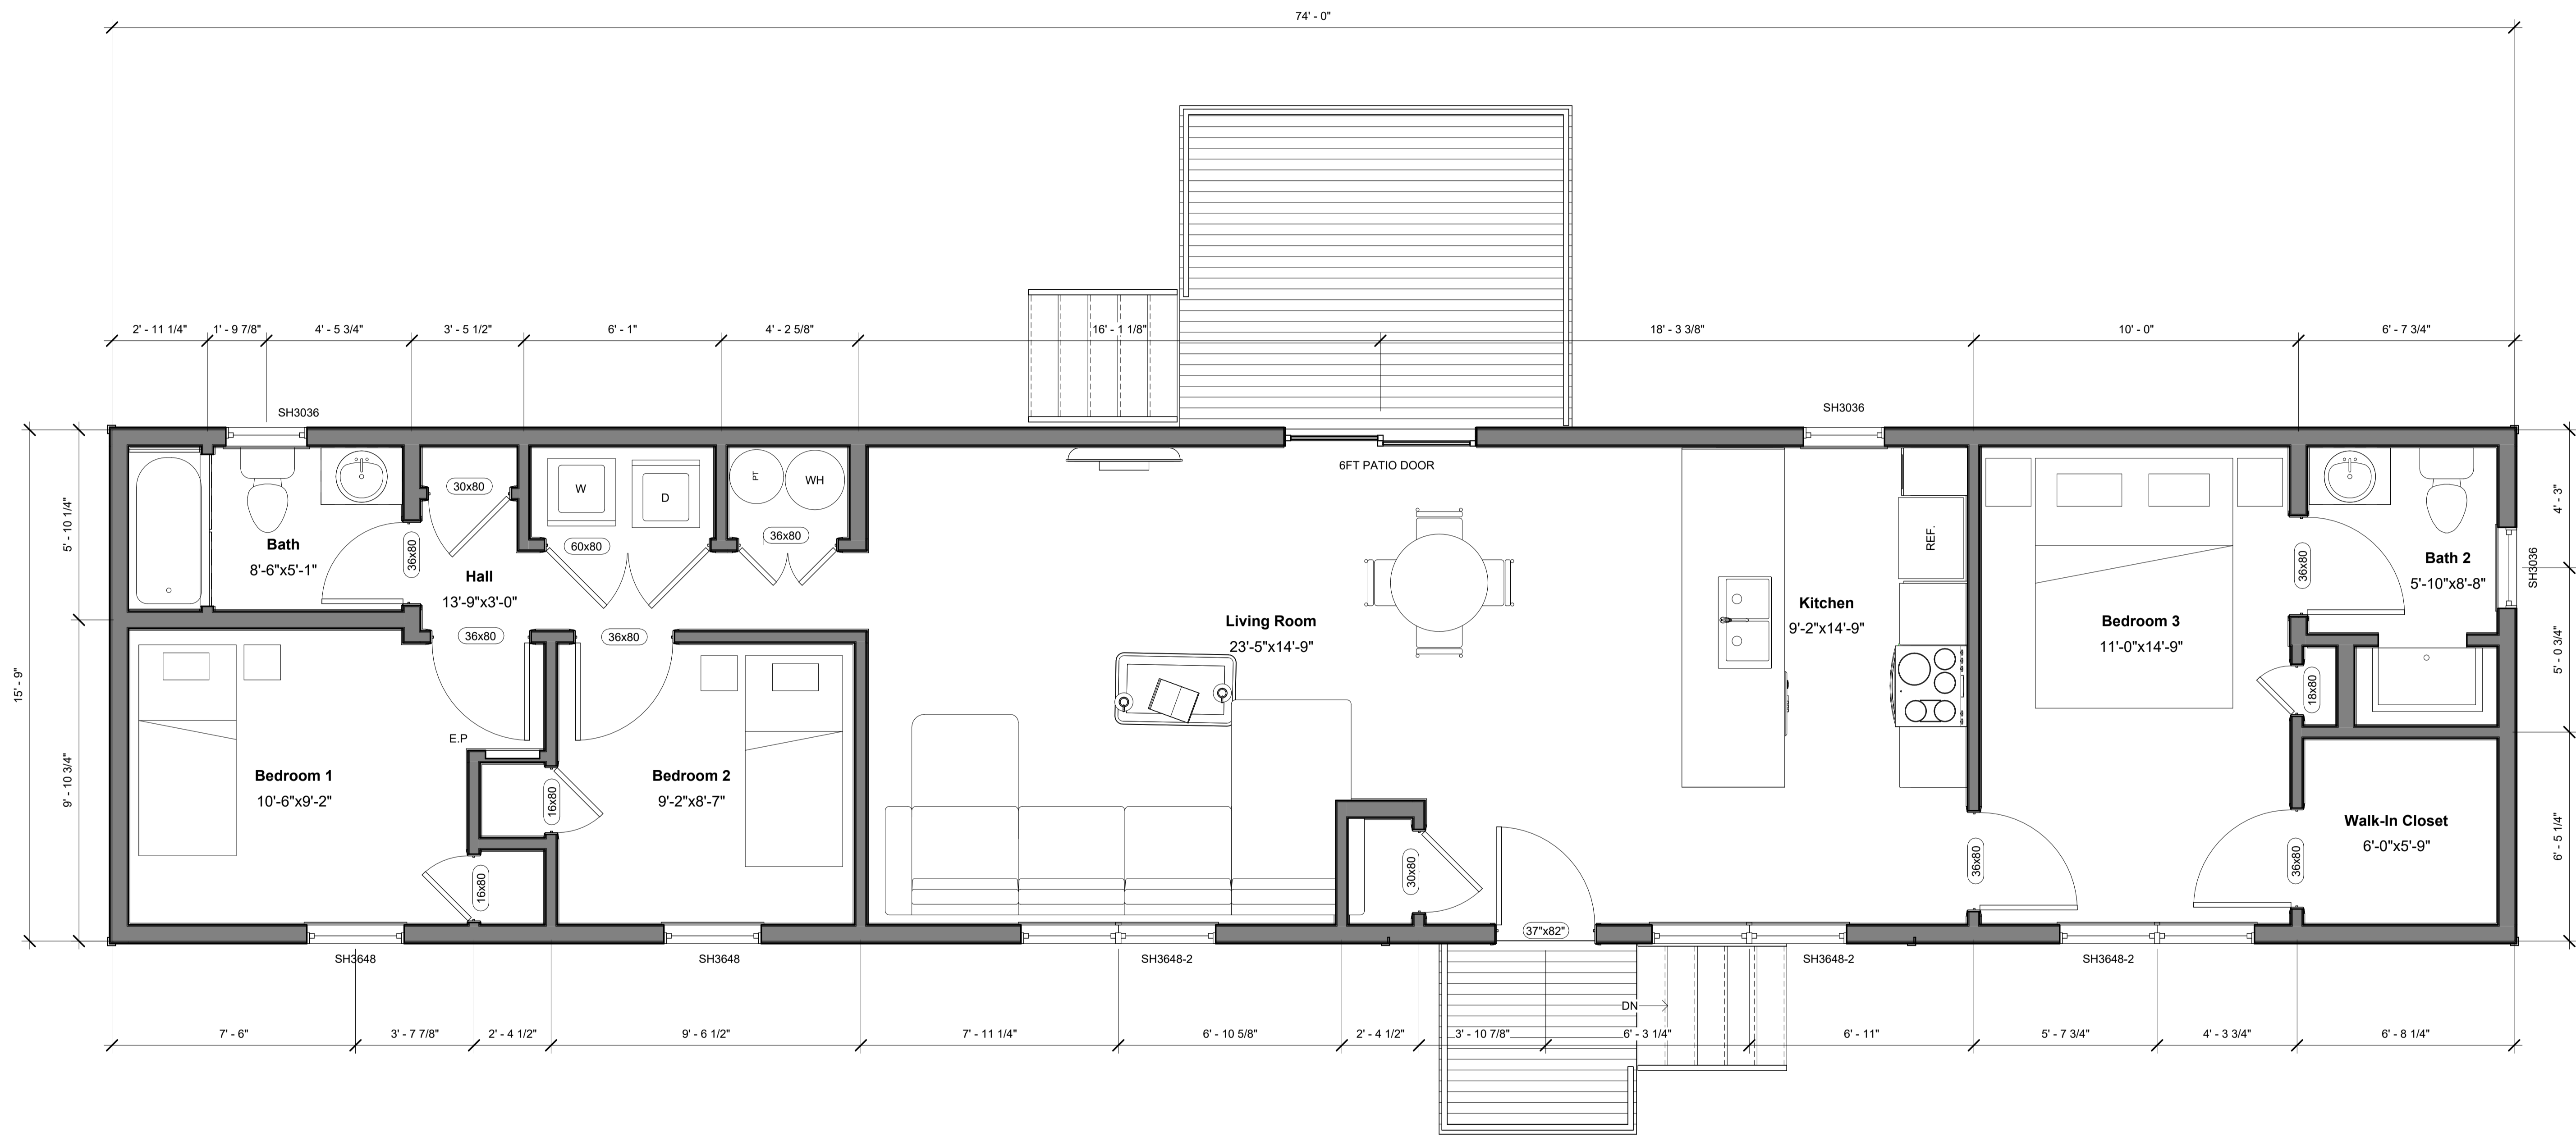 74' - 0"
2' - 11 1/4"
1' - 9 7/8"
4' - 5 3/4"
3' - 5 1/2"
6' - 1"
4' - 2 5/8"
16' - 1 1/8"
18' - 3 3/8"
10' - 0"
6' - 7 3/4"
SH3036
SH3036
6FT PATIO DOOR
15' - 9"
5' - 10 1/4"
9' - 10 3/4"
30x80
W
D
PT
WH
60x80
36x80
Bath
8'-6"x5'-1"
36x80
Hall
13'-9"x3'-0"
36x80
36x80
Living Room
23'-5"x14'-9"
Kitchen
9'-2"x14'-9"
REF.
Bedroom 3
11'-0"x14'-9"
36x80
Bath 2
5'-10"x8'-8"
SH3036
18x80
4' - 3"
5' - 0 3/4"
6' - 5 1/4"
E.P
Bedroom 1
10'-6"x9'-2"
16x80
16x80
Bedroom 2
9'-2"x8'-7"
30x80
37"x82"
36x80
36x80
Walk-In Closet
6'-0"x5'-9"
SH3648
SH3648
SH3648-2
SH3648-2
SH3648-2
DN
7' - 6"
3' - 7 7/8"
2' - 4 1/2"
9' - 6 1/2"
7' - 11 1/4"
6' - 10 5/8"
2' - 4 1/2"
3' - 10 7/8"
6' - 3 1/4"
6' - 11"
5' - 7 3/4"
4' - 3 3/4"
6' - 8 1/4"